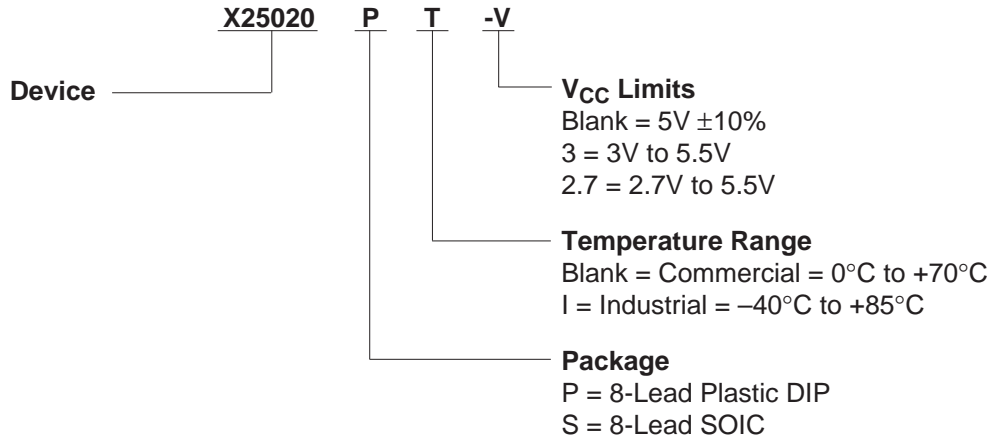 X25020 P T -V
Device
VCC Limits
Blank = 5V ±10%
3 = 3V to 5.5V
2.7 = 2.7V to 5.5V
Temperature Range
Blank = Commercial = 0°C to +70°C
I = Industrial = –40°C to +85°C
Package
P = 8-Lead Plastic DIP
S = 8-Lead SOIC